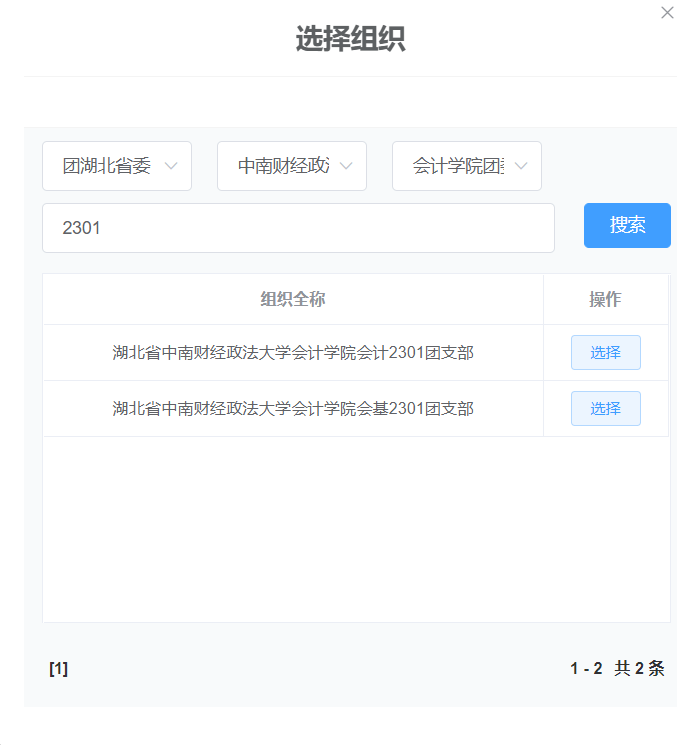 选择组织
团湖北省委 中南财经政 会计学院团
2301 搜索
组织全称 操作
湖北省中南财经政法大学会计学院会计2301团支部 选择
湖北省中南财经政法大学会计学院会基2301团支部 选择
[1] 1 - 2 共 2 条